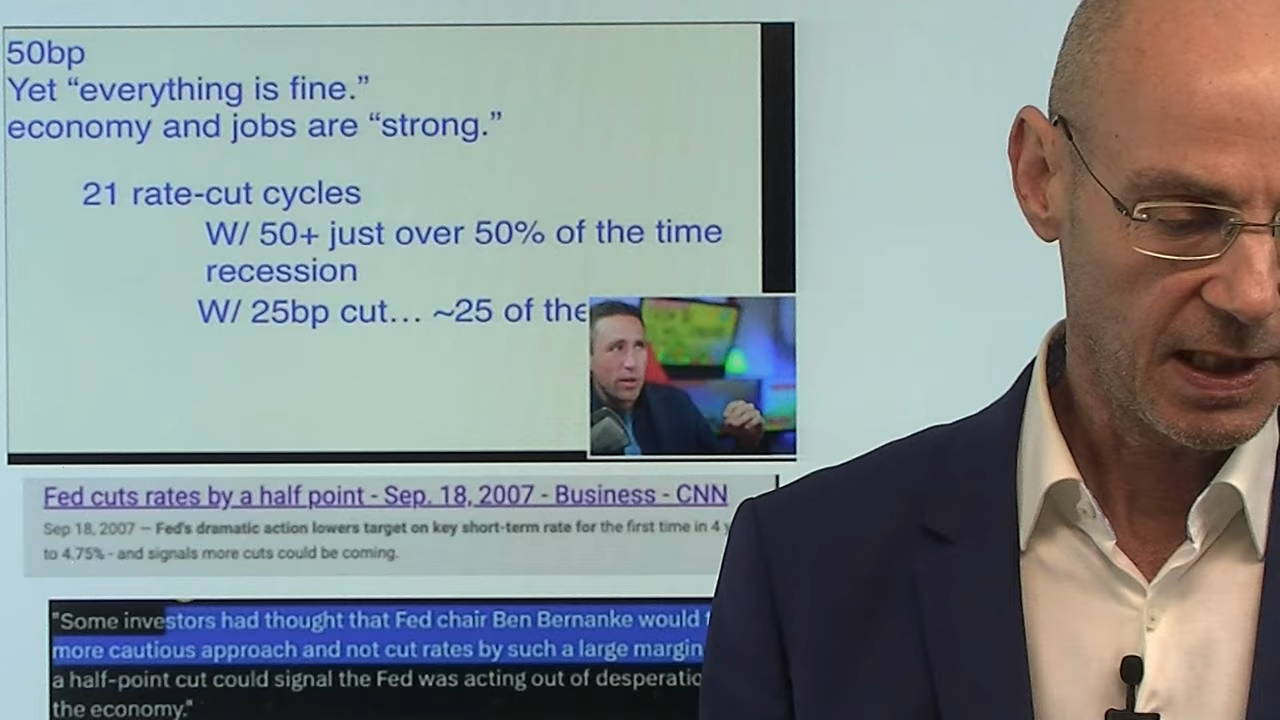 50bp
Yet “everything is fine.”
economy and jobs are “strong.”
21 rate-cut cycles
W/ 50+ just over 50% of the time
recession
W/ 25bp cut… ~25 of the
Fed cuts rates by a half point - Sep. 18, 2007 - Business - CNN
Sep 18, 2007 — Fed's dramatic action lowers target on key short-term rate for the first time in 4
to 4.75% - and signals more cuts could be coming.
"Some investors had thought that Fed chair Ben Bernanke would
more cautious approach and not cut rates by such a large margin
a half-point cut could signal the Fed was acting out of
the economy."